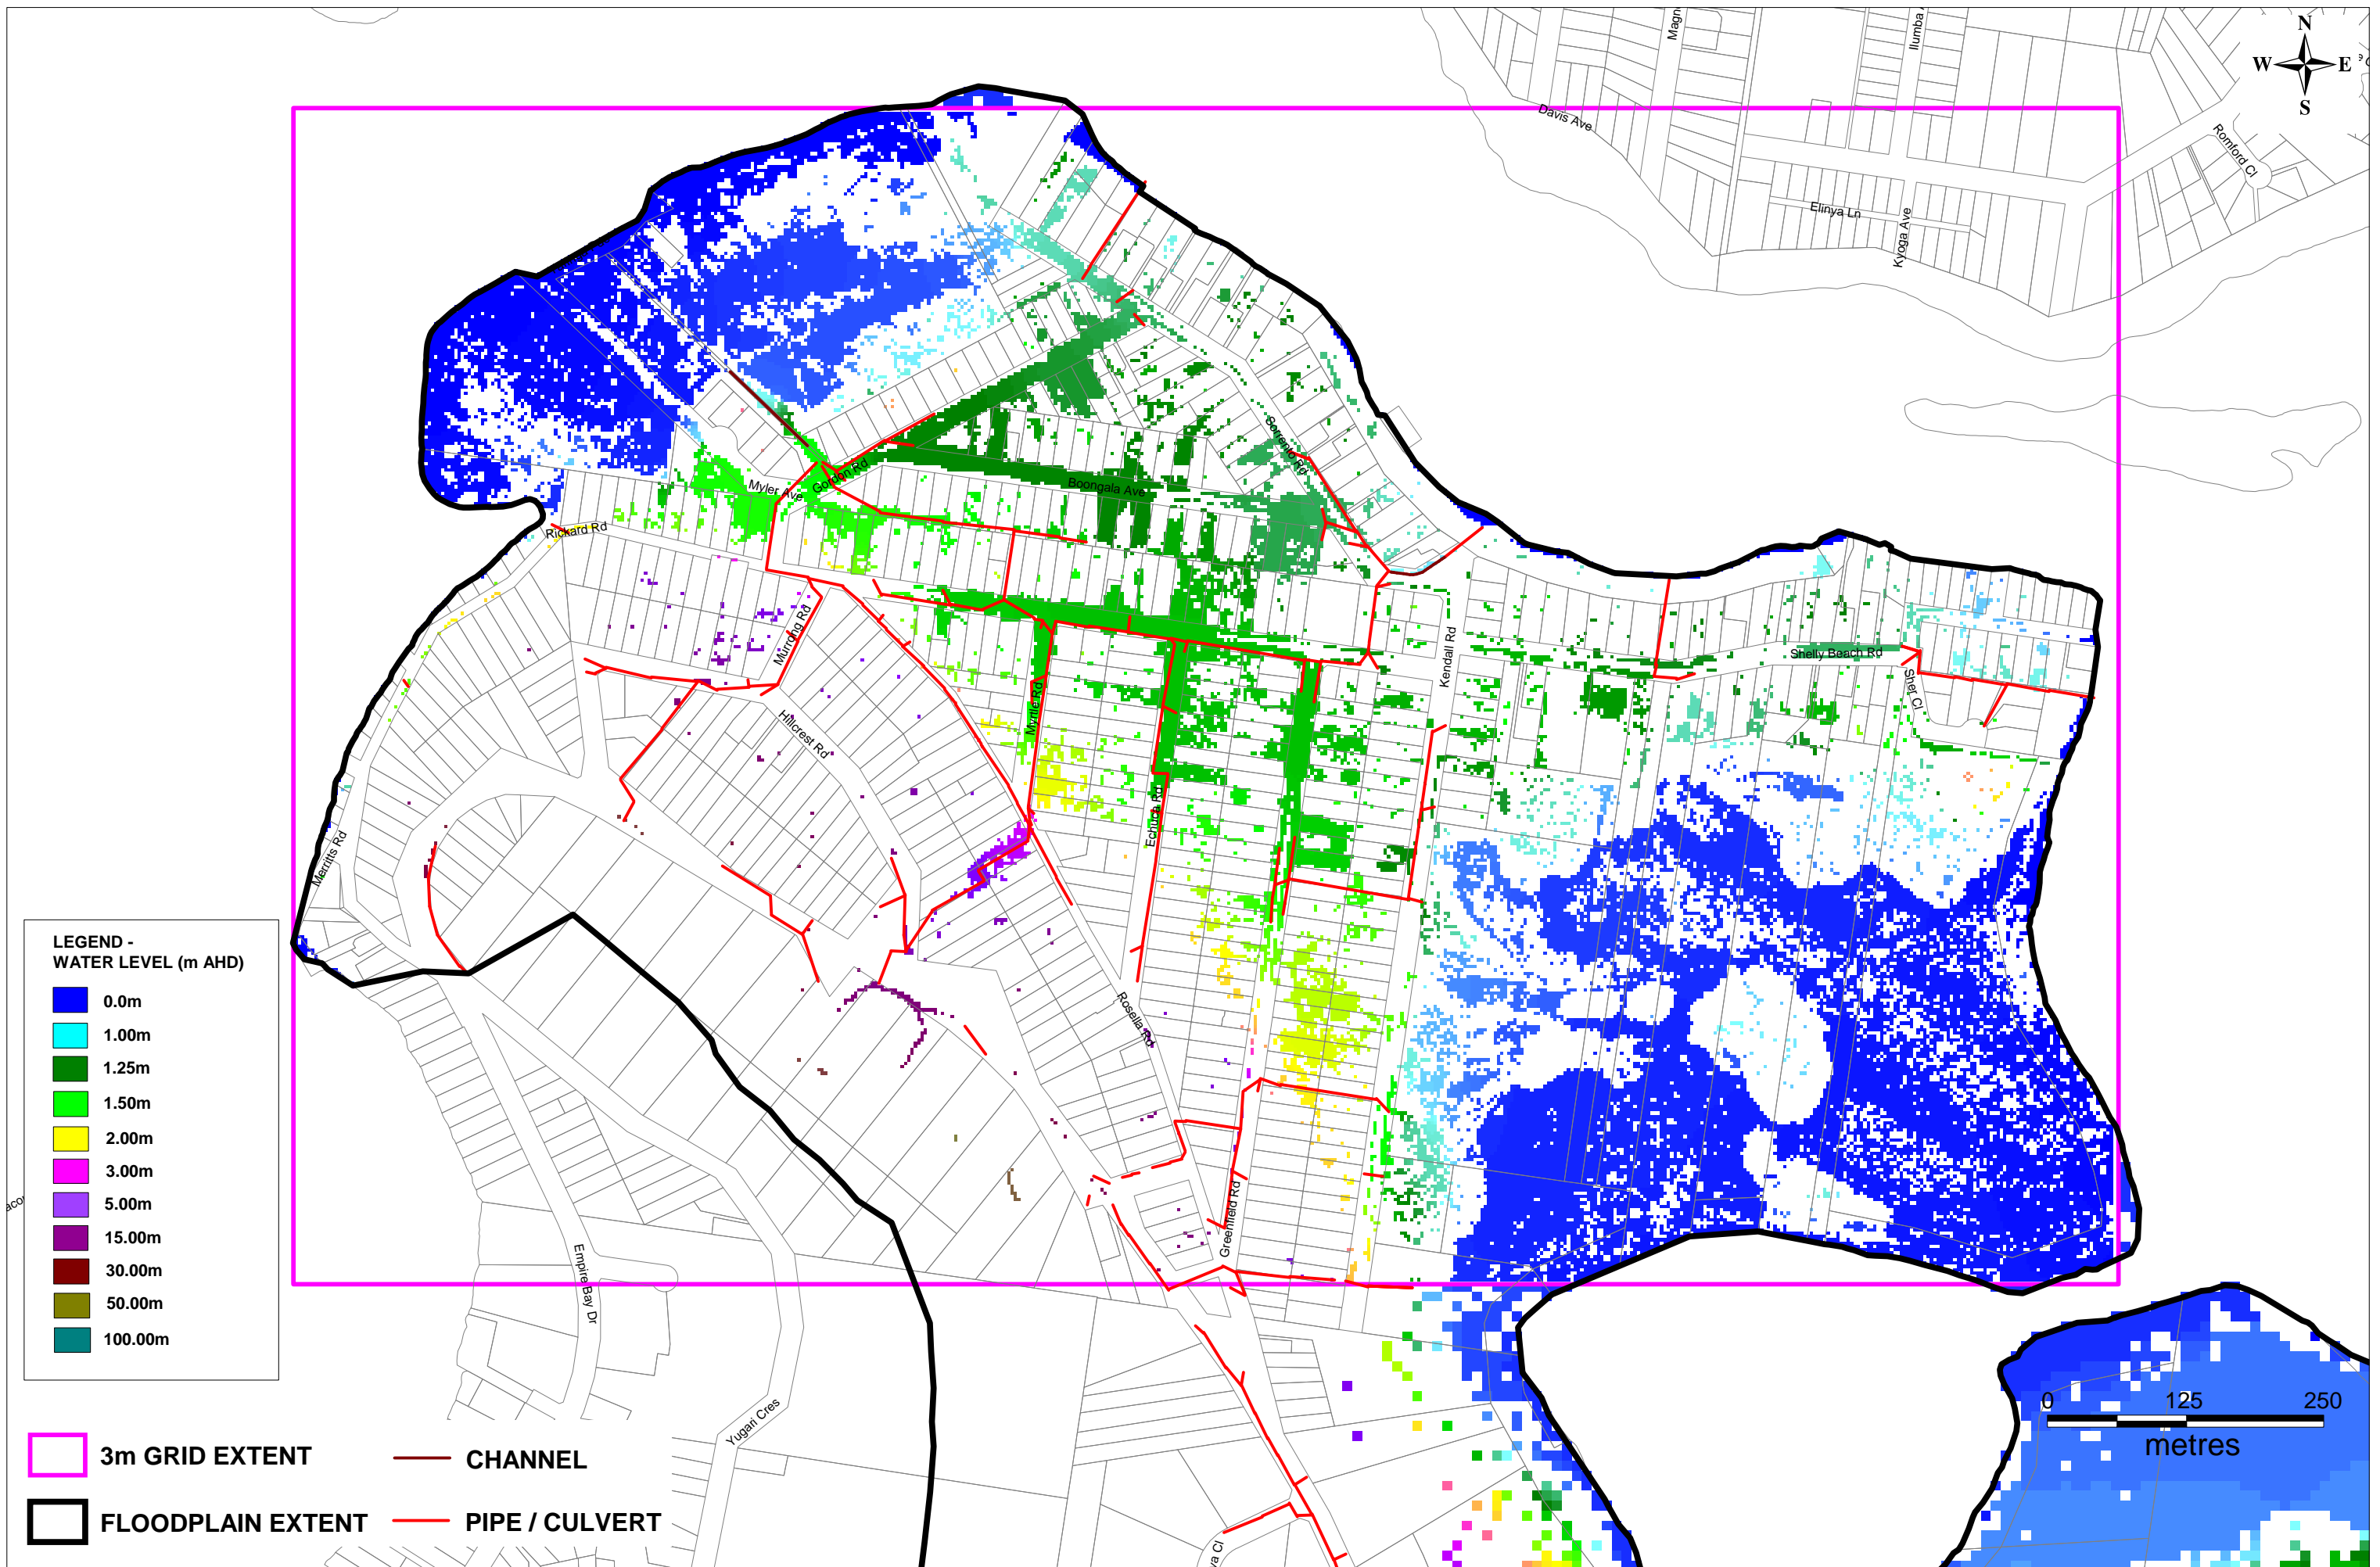 N
W E
S
Magn
Ilumba
Davis Ave
Romford Cl
Elinya Ln
Kyoga Ave
Sorrento Rd
Gordon Rd
Myler Ave
Boongala Ave
Rickard Rd
Murrong Rd
Kendall Rd
Shelly Beach Rd
Sher Cl
Myrtle Rd
Hillcrest Rd
Echuca Rd
Merritts Rd
Rosella Rd
Greenfield Rd
Empire Bay Dr
Yugari Cres
LEGEND -
WATER LEVEL (m AHD)
0.0m
1.00m
1.25m
1.50m
2.00m
3.00m
5.00m
15.00m
30.00m
50.00m
100.00m
0 125 250
metres
3m GRID EXTENT
CHANNEL
FLOODPLAIN EXTENT
PIPE / CULVERT